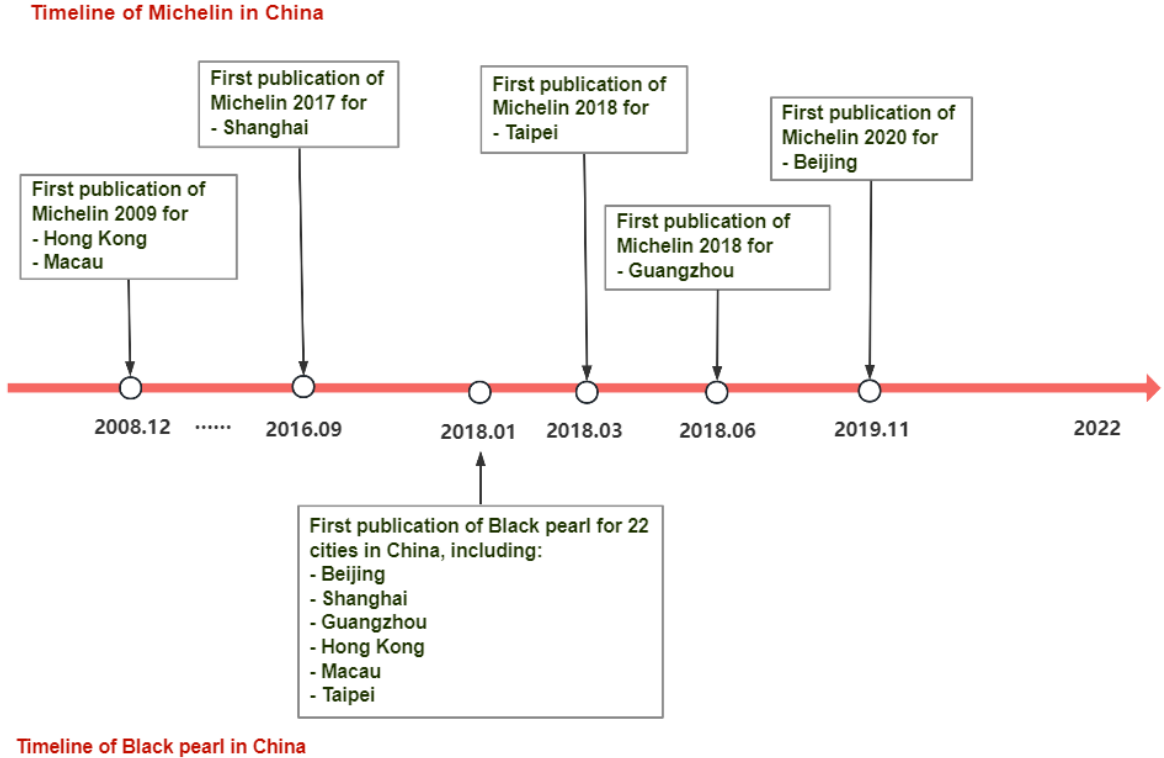 Timeline of Michelin in China
First publication of
Michelin 2009 for
- Hong Kong
- Macau
First publication of
Michelin 2017 for
- Shanghai
First publication of
Michelin 2018 for
- Taipei
First publication of
Michelin 2018 for
- Guangzhou
First publication of
Michelin 2020 for
- Beijing
2008.12 ...... 2016.09 2018.01 2018.03 2018.06 2019.11 2022
First publication of Black pearl for 22
cities in China, including:
- Beijing
- Shanghai
- Guangzhou
- Hong Kong
- Macau
- Taipei
Timeline of Black pearl in China